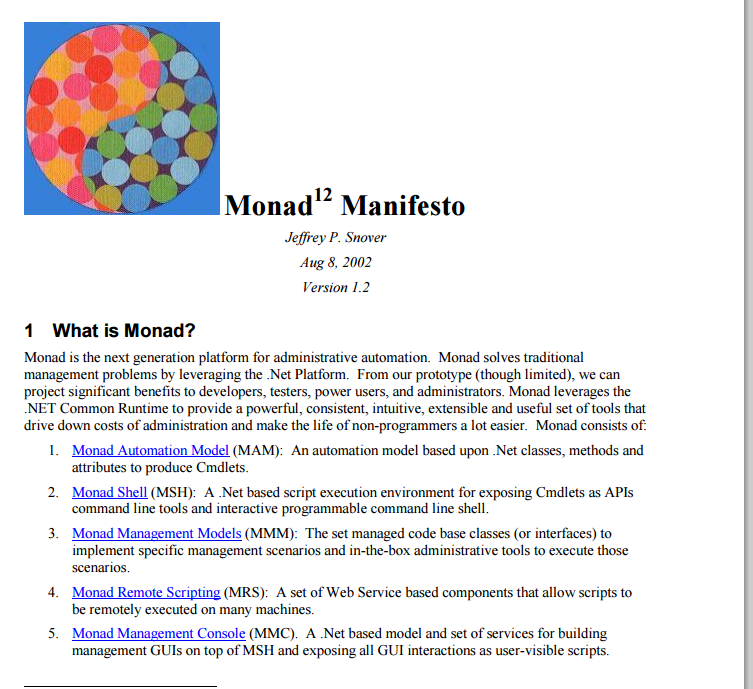 Monad12 Manifesto
Jeffrey P. Snover
Aug 8, 2002
Version 1.2
1 What is Monad?
Monad is the next generation platform for administrative automation. Monad solves traditional
management problems by leveraging the .Net Platform. From our prototype (though limited), we can
project significant benefits to developers, testers, power users, and administrators. Monad leverages the
.NET Common Runtime to provide a powerful, consistent, intuitive, extensible and useful set of tools that
drive down costs of administration and make the life of non-programmers a lot easier. Monad consists of:
1. Monad Automation Model (MAM): An automation model based upon .Net classes, methods and
attributes to produce Cmdlets.
2. Monad Shell (MSH): A .Net based script execution environment for exposing Cmdlets as APIs
command line tools and interactive programmable command line shell.
3. Monad Management Models (MMM): The set managed code base classes (or interfaces) to
implement specific management scenarios and in-the-box administrative tools to execute those
scenarios.
4. Monad Remote Scripting (MRS): A set of Web Service based components that allow scripts to
be remotely executed on many machines.
5. Monad Management Console (MMC). A .Net based model and set of services for building
management GUIs on top of MSH and exposing all GUI interactions as user-visible scripts.